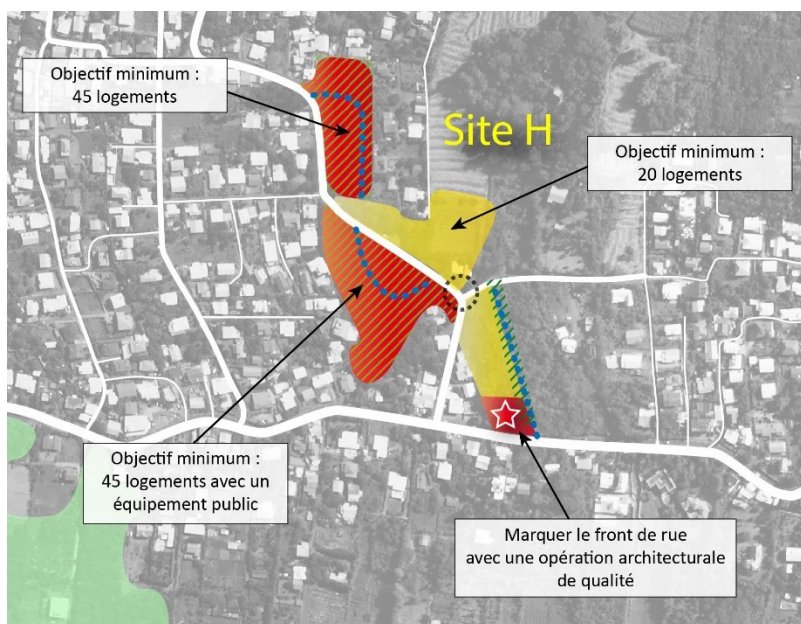 Objectif minimum :
45 logements
Site H
Objectif minimum :
20 logements
Objectif minimum :
45 logements avec un
équipement public
Marquer le front de rue
avec une opération architecturale
de qualité